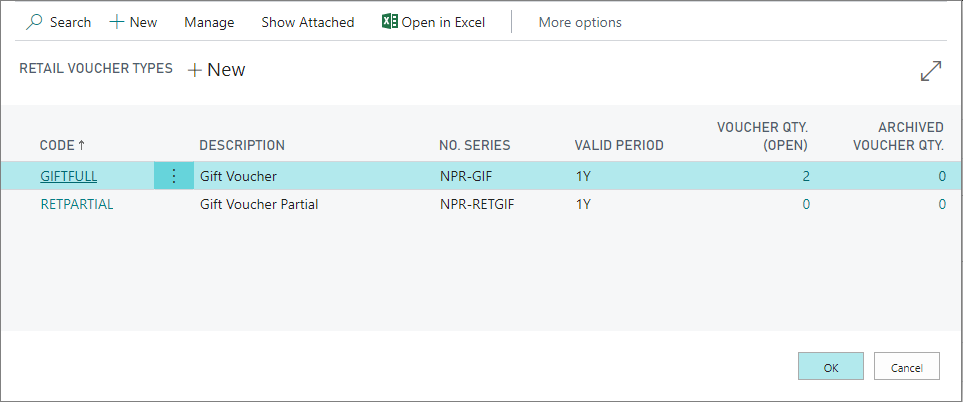 Search New Manage Show Attached Open in Excel More options
RETAIL VOUCHER TYPES New
CODE↑ DESCRIPTION NO. SERIES VALID PERIOD VOUCHER QTY. (OPEN) ARCHIVED VOUCHER QTY.
GIFTFULL Gift Voucher NPR-GIF 1Y 2 0
RETPARTIAL Gift Voucher Partial NPR-RETGIF 1Y 0 0
OK Cancel